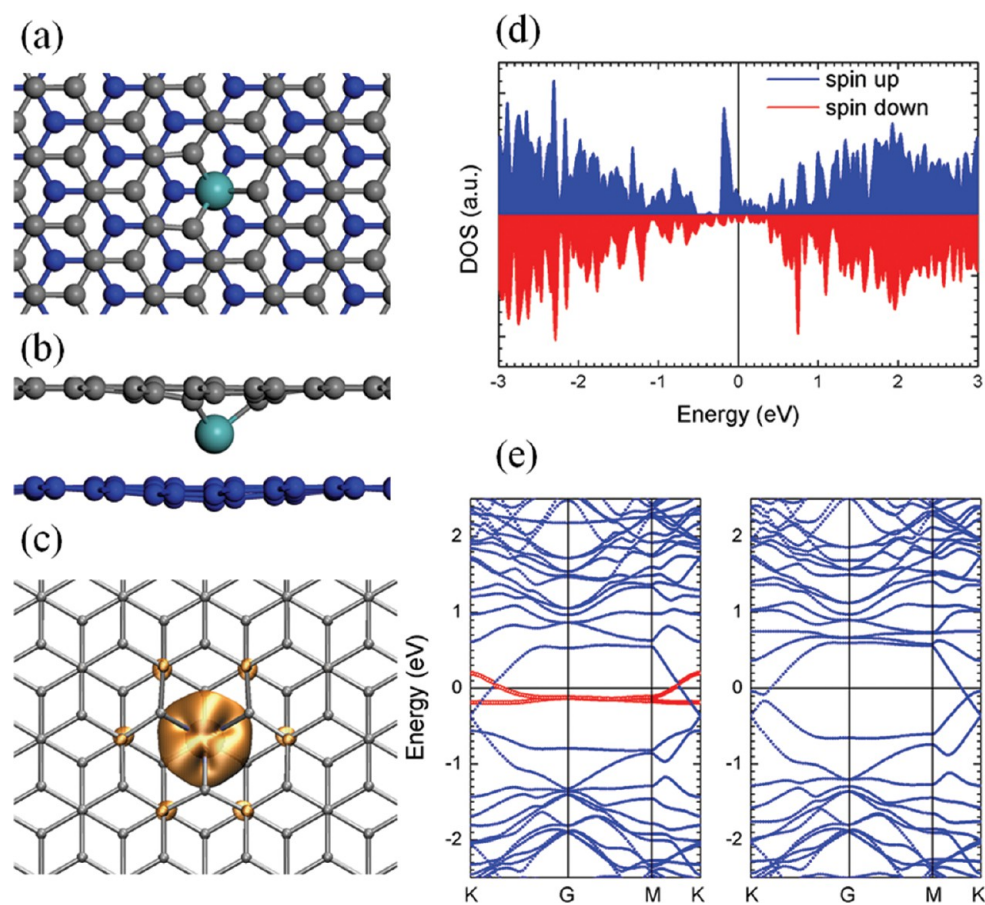 (a)
(b)
(c)
(d)
spin up
spin down
DOS (a.u.)
-3 -2 -1 0 1 2 3
Energy (eV)
(e)
Energy (eV)
2
1
0
-1
-2
K G M K
2
1
0
-1
-2
K G M K